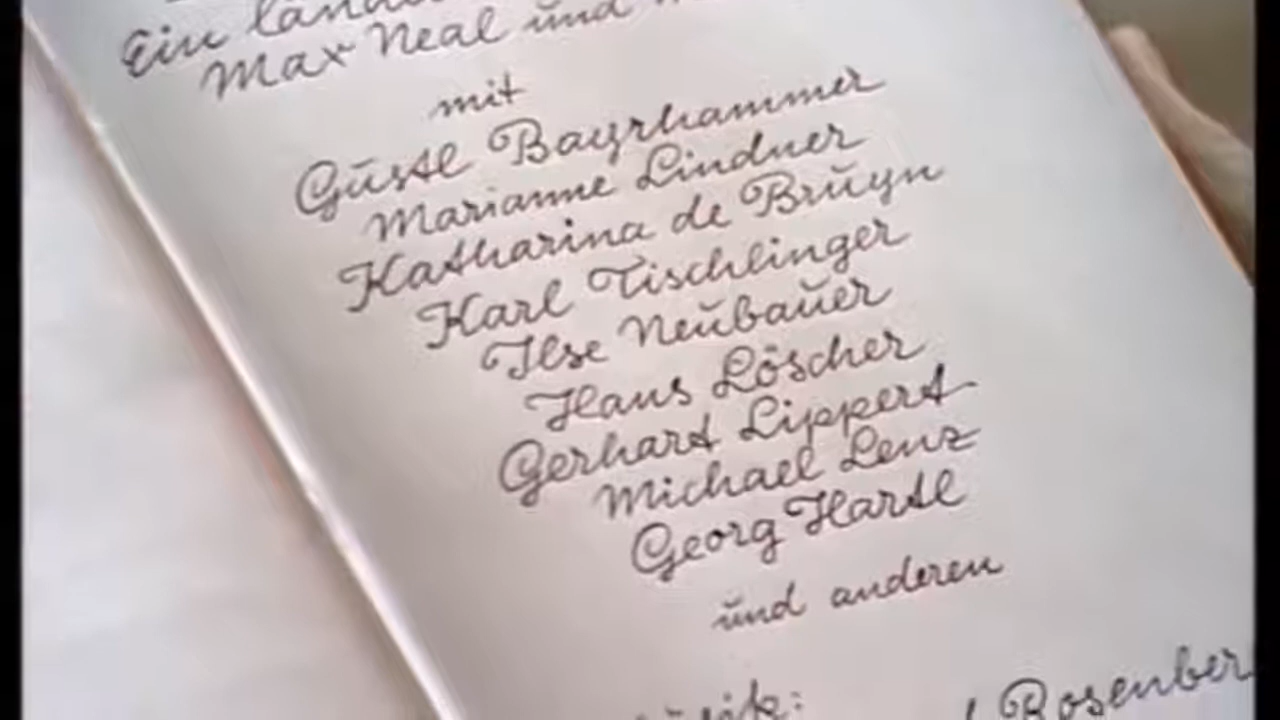 Ein
Max Neal und
mit
Gustl Bayrhammer
Marianne Lindner
Katharina de Bruyn
Karl Tischlinger
Ilse Neubauer
Hans Löscher
Gerhart Lippert
Michael Lenz
Georg Hartl
und anderen